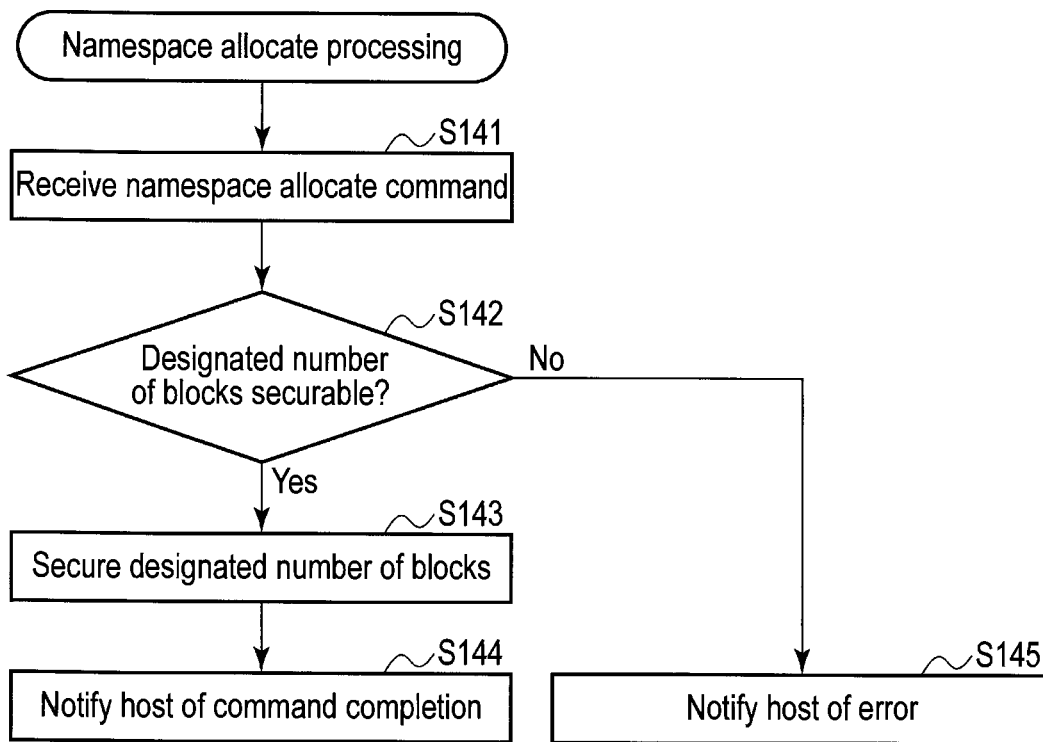 Namespace allocate processing
S141
Receive namespace allocate command
S142
Designated number
of blocks securable?
No
Yes
S143
Secure designated number of blocks
S144
Notify host of command completion
S145
Notify host of error